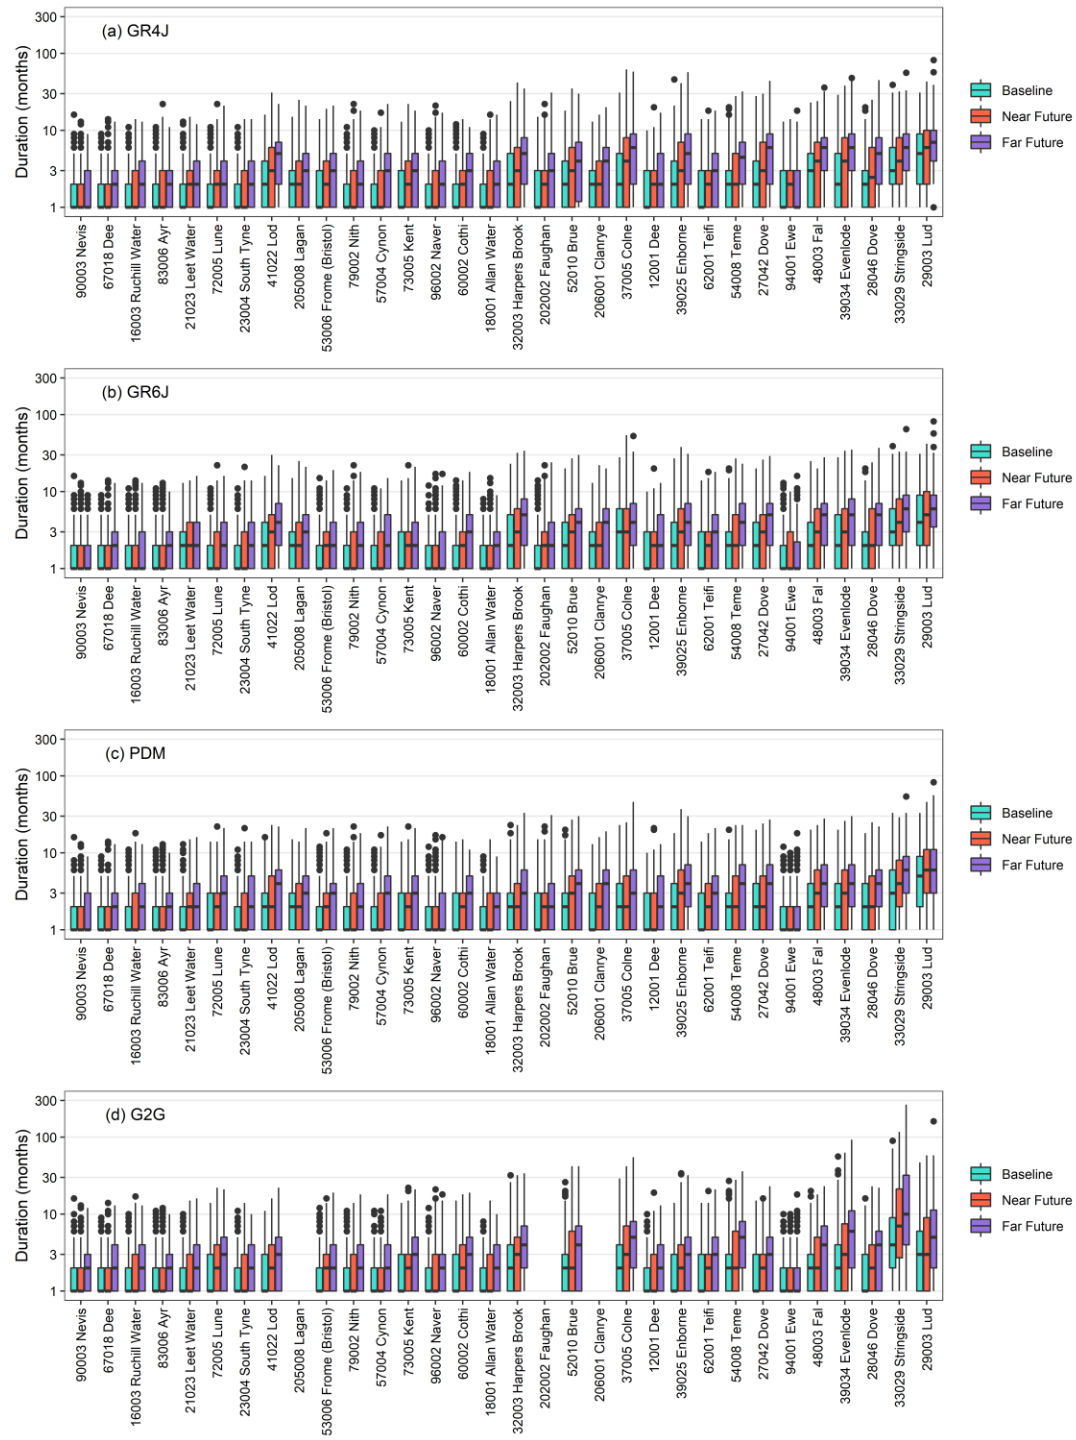 (a) GR4J
Duration (months)
300
100
30
10
3
1
90003 Nevis
67018 Dee
16003 Ruchill Water
83006 Ayr
21023 Leet Water
72005 Lune
23004 South Tyne
41022 Lod
205008 Lagan
53006 Frome (Bristol)
79002 Nith
57004 Cynon
73005 Kent
96002 Naver
60002 Cothi
18001 Allan Water
32003 Harpers Brook
202002 Faughan
52010 Brue
206001 Clanrye
37005 Colne
12001 Dee
39025 Enborne
62001 Teifi
54008 Teme
27042 Dove
94001 Ewe
48003 Fal
39034 Evenlode
28046 Dove
33029 Stringside
29003 Lud
Baseline
Near Future
Far Future
(b) GR6J
Duration (months)
300
100
30
10
3
1
90003 Nevis
67018 Dee
16003 Ruchill Water
83006 Ayr
21023 Leet Water
72005 Lune
23004 South Tyne
41022 Lod
205008 Lagan
53006 Frome (Bristol)
79002 Nith
57004 Cynon
73005 Kent
96002 Naver
60002 Cothi
18001 Allan Water
32003 Harpers Brook
202002 Faughan
52010 Brue
206001 Clanrye
37005 Colne
12001 Dee
39025 Enborne
62001 Teifi
54008 Teme
27042 Dove
94001 Ewe
48003 Fal
39034 Evenlode
28046 Dove
33029 Stringside
29003 Lud
Baseline
Near Future
Far Future
(c) PDM
Duration (months)
300
100
30
10
3
1
90003 Nevis
67018 Dee
16003 Ruchill Water
83006 Ayr
21023 Leet Water
72005 Lune
23004 South Tyne
41022 Lod
205008 Lagan
53006 Frome (Bristol)
79002 Nith
57004 Cynon
73005 Kent
96002 Naver
60002 Cothi
18001 Allan Water
32003 Harpers Brook
202002 Faughan
52010 Brue
206001 Clanrye
37005 Colne
12001 Dee
39025 Enborne
62001 Teifi
54008 Teme
27042 Dove
94001 Ewe
48003 Fal
39034 Evenlode
28046 Dove
33029 Stringside
29003 Lud
Baseline
Near Future
Far Future
(d) G2G
Duration (months)
300
100
30
10
3
1
90003 Nevis
67018 Dee
16003 Ruchill Water
83006 Ayr
21023 Leet Water
72005 Lune
23004 South Tyne
41022 Lod
205008 Lagan
53006 Frome (Bristol)
79002 Nith
57004 Cynon
73005 Kent
96002 Naver
60002 Cothi
18001 Allan Water
32003 Harpers Brook
202002 Faughan
52010 Brue
206001 Clanrye
37005 Colne
12001 Dee
39025 Enborne
62001 Teifi
54008 Teme
27042 Dove
94001 Ewe
48003 Fal
39034 Evenlode
28046 Dove
33029 Stringside
29003 Lud
Baseline
Near Future
Far Future